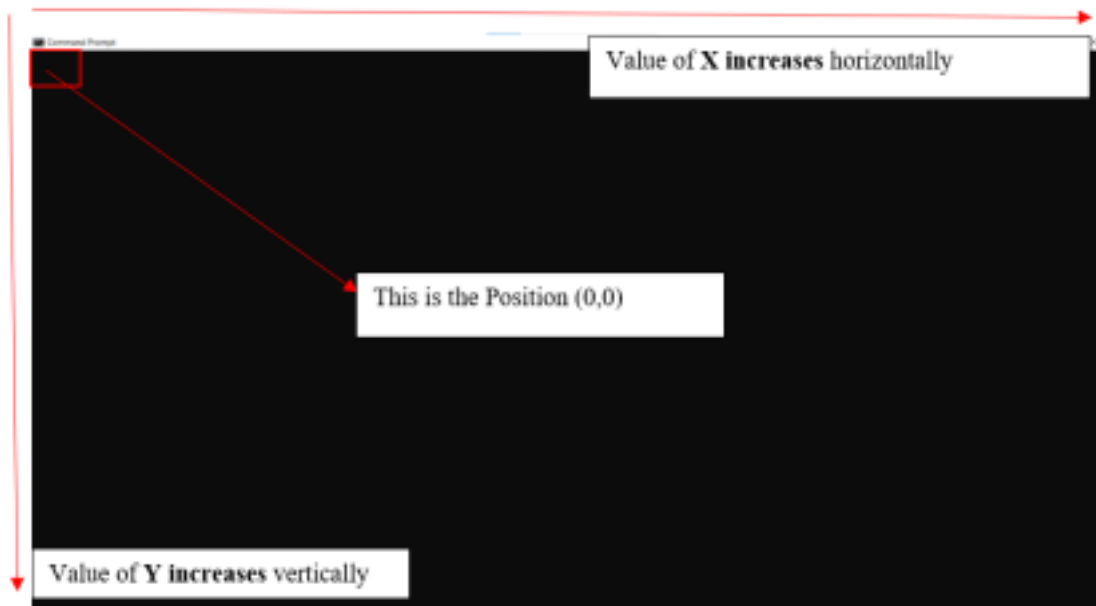 Command Prompt
Value of X increases horizontally
This is the Position (0,0)
Value of Y increases vertically